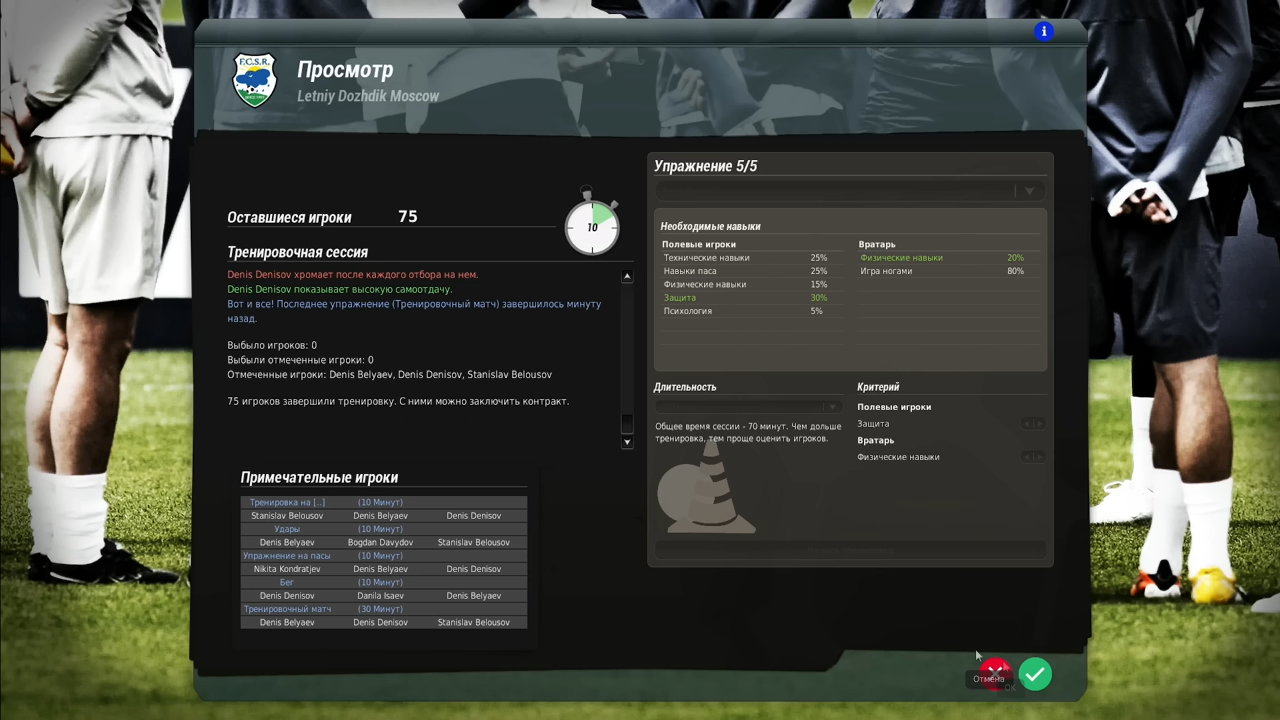 i
F.C.S.R.
Просмотр
Letniy Dozhdik Moscow
Оставшиеся игроки 75
10
Тренировочная сессия
Denis Denisov хромает после каждого отбора на нем.
Denis Denisov показывает высокую самоотдачу.
Вот и все! Последнее упражнение (Тренировочный матч) завершилось минуту
назад.
Выбыло игроков: 0
Выбыли отмеченные игроки: 0
Отмеченные игроки: Denis Belyaev, Denis Denisov, Stanislav Belousov
75 игроков завершили тренировку. С ними можно заключить контракт.
Примечательные игроки
Тренировка на [..] (10 Минут)
Stanislav Belousov Denis Belyaev Denis Denisov
Удары (10 Минут)
Denis Belyaev Bogdan Davydov Stanislav Belousov
Упражнение на пасы (10 Минут)
Nikita Kondratjev Denis Belyaev Denis Denisov
Бег (10 Минут)
Denis Denisov Danila Isaev Denis Belyaev
Тренировочный матч (30 Минут)
Denis Belyaev Denis Denisov Stanislav Belousov
Упражнение 5/5
Необходимые навыки
Полевые игроки Вратарь
Технические навыки 25% Физические навыки 20%
Навыки паса 25% Игра ногами 80%
Физические навыки 15%
Защита 30%
Психология 5%
Длительность
Общее время сессии - 70 минут. Чем дольше
тренировка, тем проще оценить игроков.
Критерий
Полевые игроки
Защита
Вратарь
Физические навыки
Отмена
OK